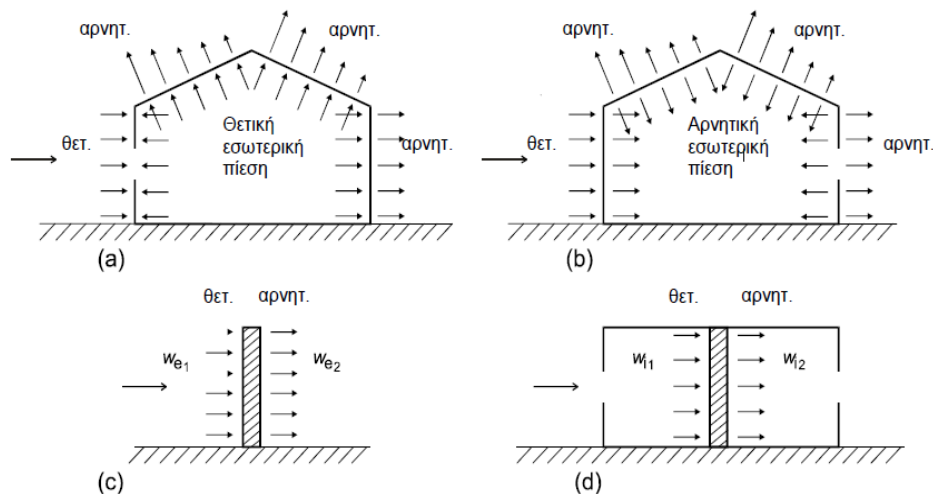 αρνητ.
αρνητ.
θετ.
Θετική
εσωτερική
πίεση
αρνητ.
(a)
αρνητ.
αρνητ.
θετ.
Αρνητική
εσωτερική
πίεση
αρνητ.
(b)
θετ. αρνητ.
we1 we2
(c)
θετ. αρνητ.
wi1 wi2
(d)